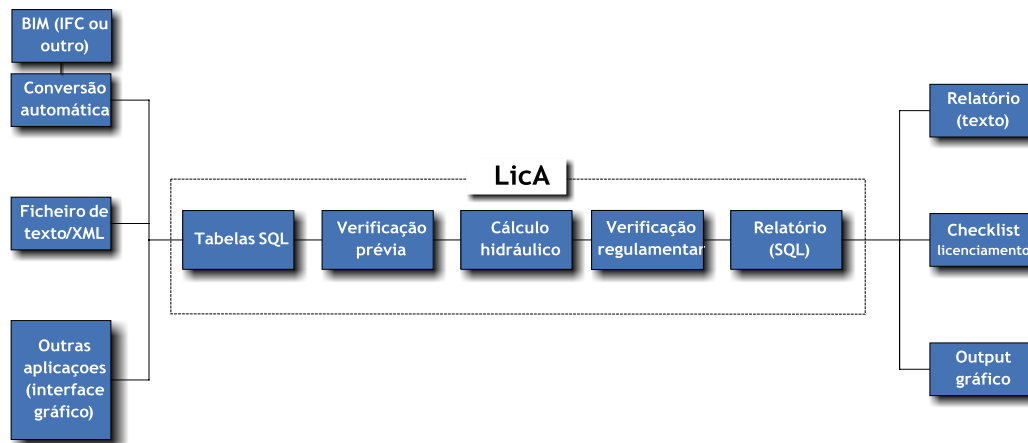 BIM (IFC ou
outro)
Conversão
automática
Ficheiro de
texto/XML
Outras
aplicaçoes
(interface
gráfico)
LicA
Tabelas SQL
Verificação
prévia
Cálculo
hidráulico
Verificação
regulamentar
Relatório
(SQL)
Relatório
(texto)
Checklist
licenciamento
Output
gráfico